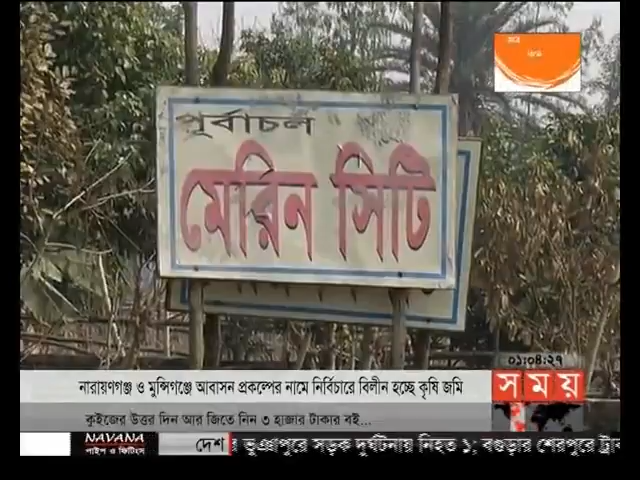 পূর্বাচল
মেরিন সিটি
০১:০৪:২৭
নারায়ণগঞ্জ ও মুন্সিগঞ্জে আবাসন প্রকল্পের নামে নির্বিচারে বিলীন হচ্ছে কৃষি জমি
সময়
কুইজের উত্তর দিন আর জিতে নিন ৩ হাজার টাকার বই...
NAVANA
পাইপ ও ফিটিংস
দেশ
ভূঞাপুরে সড়ক দুর্ঘটনায় নিহত ১; বগুড়ার শেরপুরে